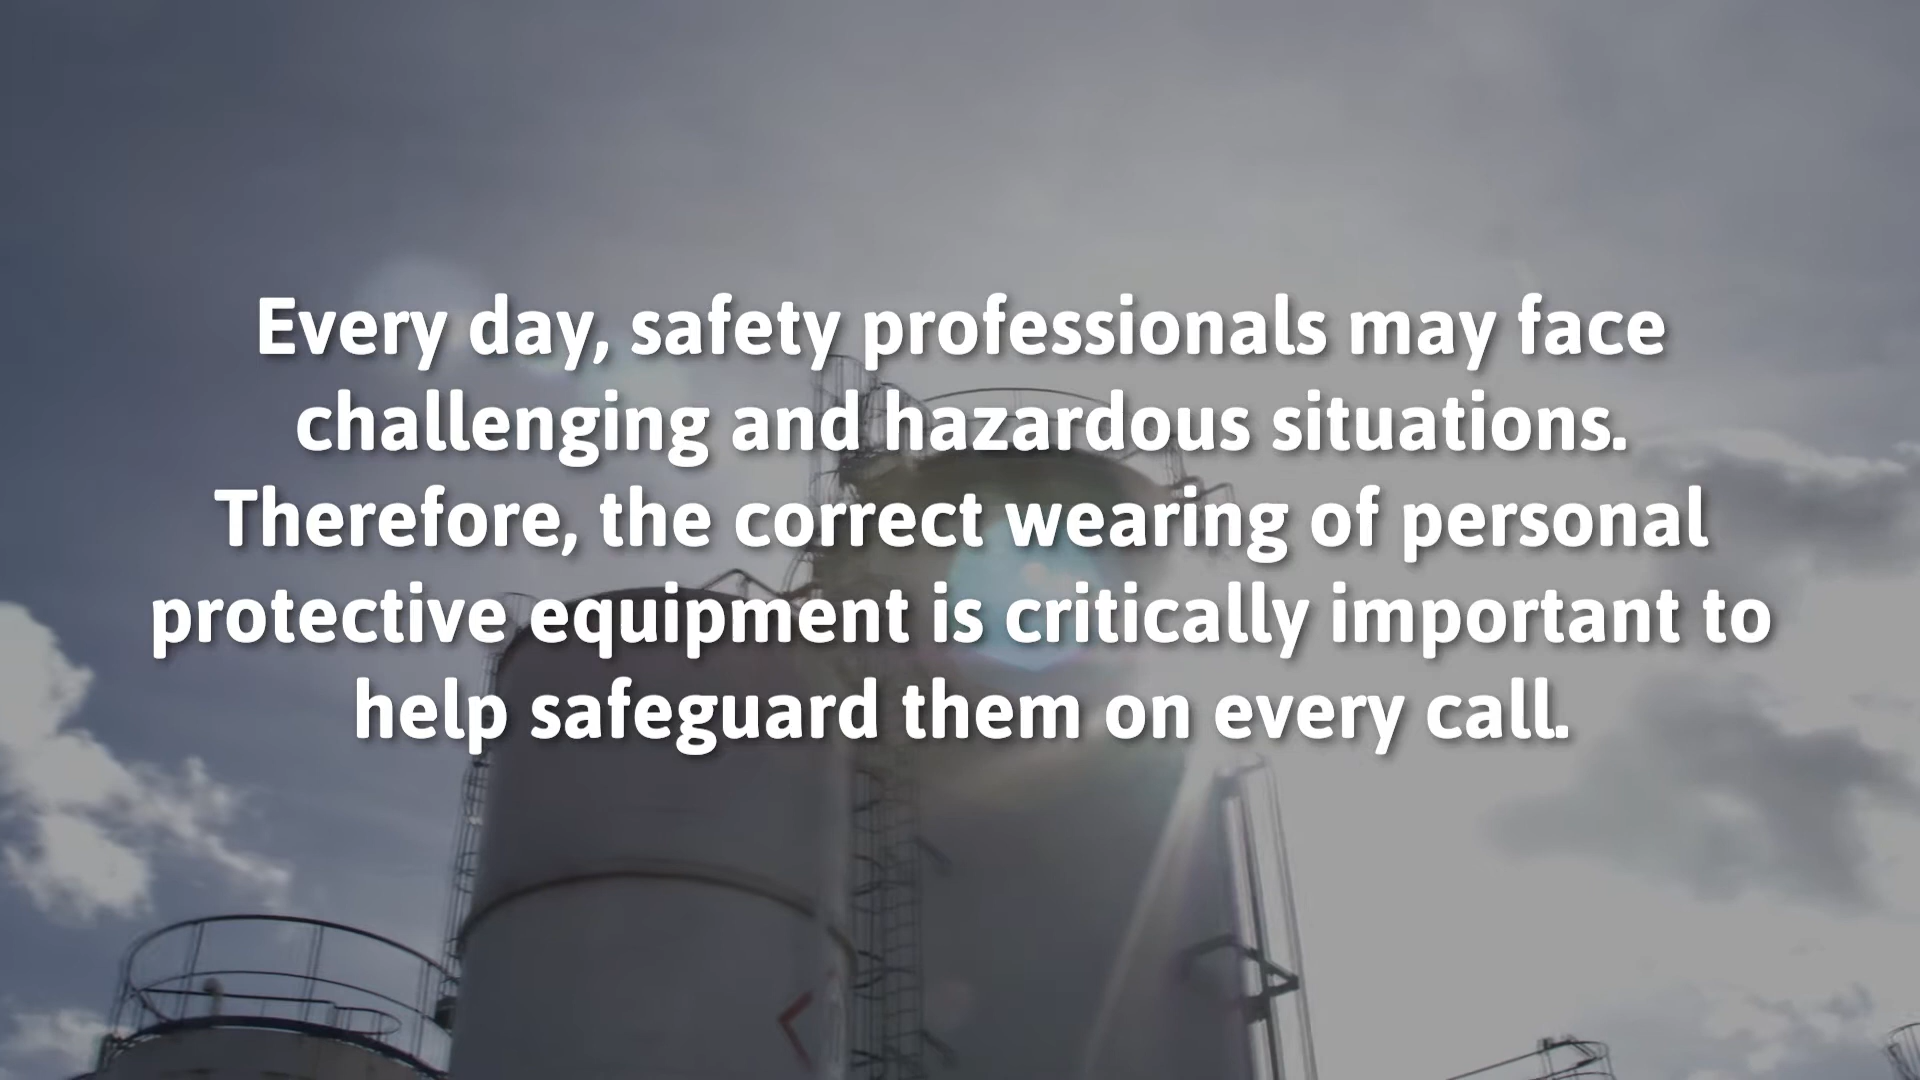 Every day, safety professionals may face
challenging and hazardous situations.
Therefore, the correct wearing of personal
protective equipment is critically important to
help safeguard them on every call.